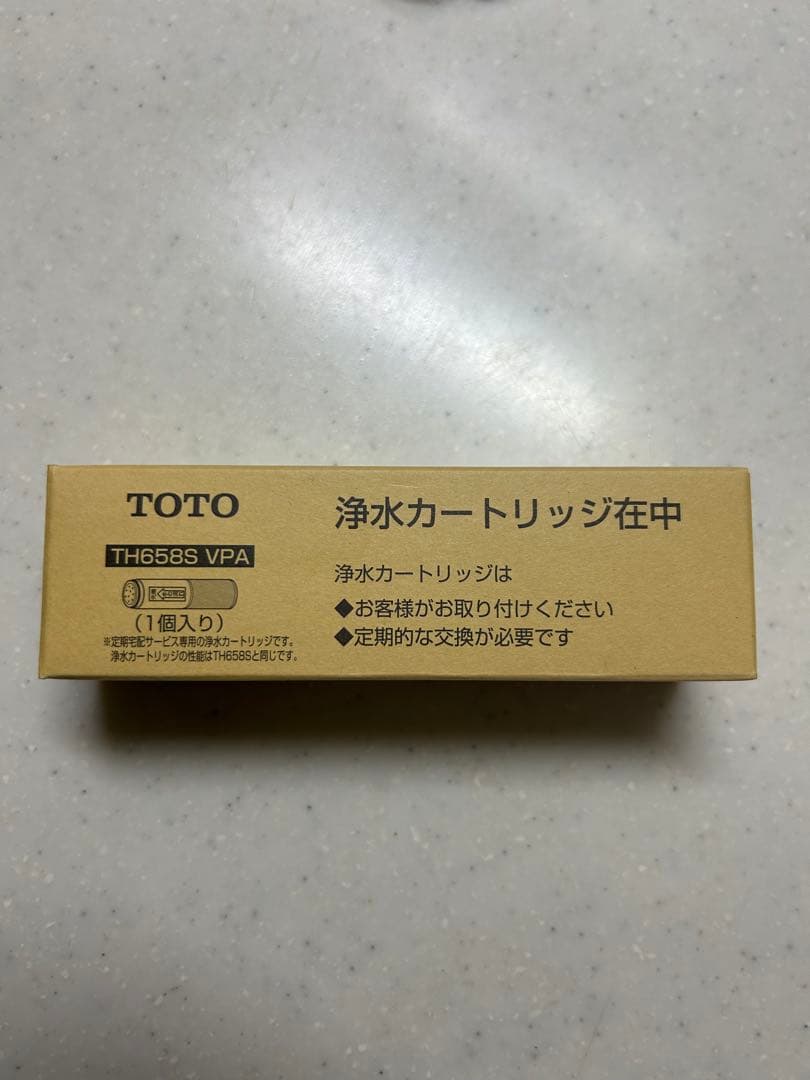 TOTO
TH658S VPA
(1個入り)
※定期宅配サービス専用の浄水カートリッジです。
浄水カートリッジの性能はTH658Sと同じです。
浄水カートリッジ在中
浄水カートリッジは
◆お客様がお取り付けください
◆定期的な交換が必要です